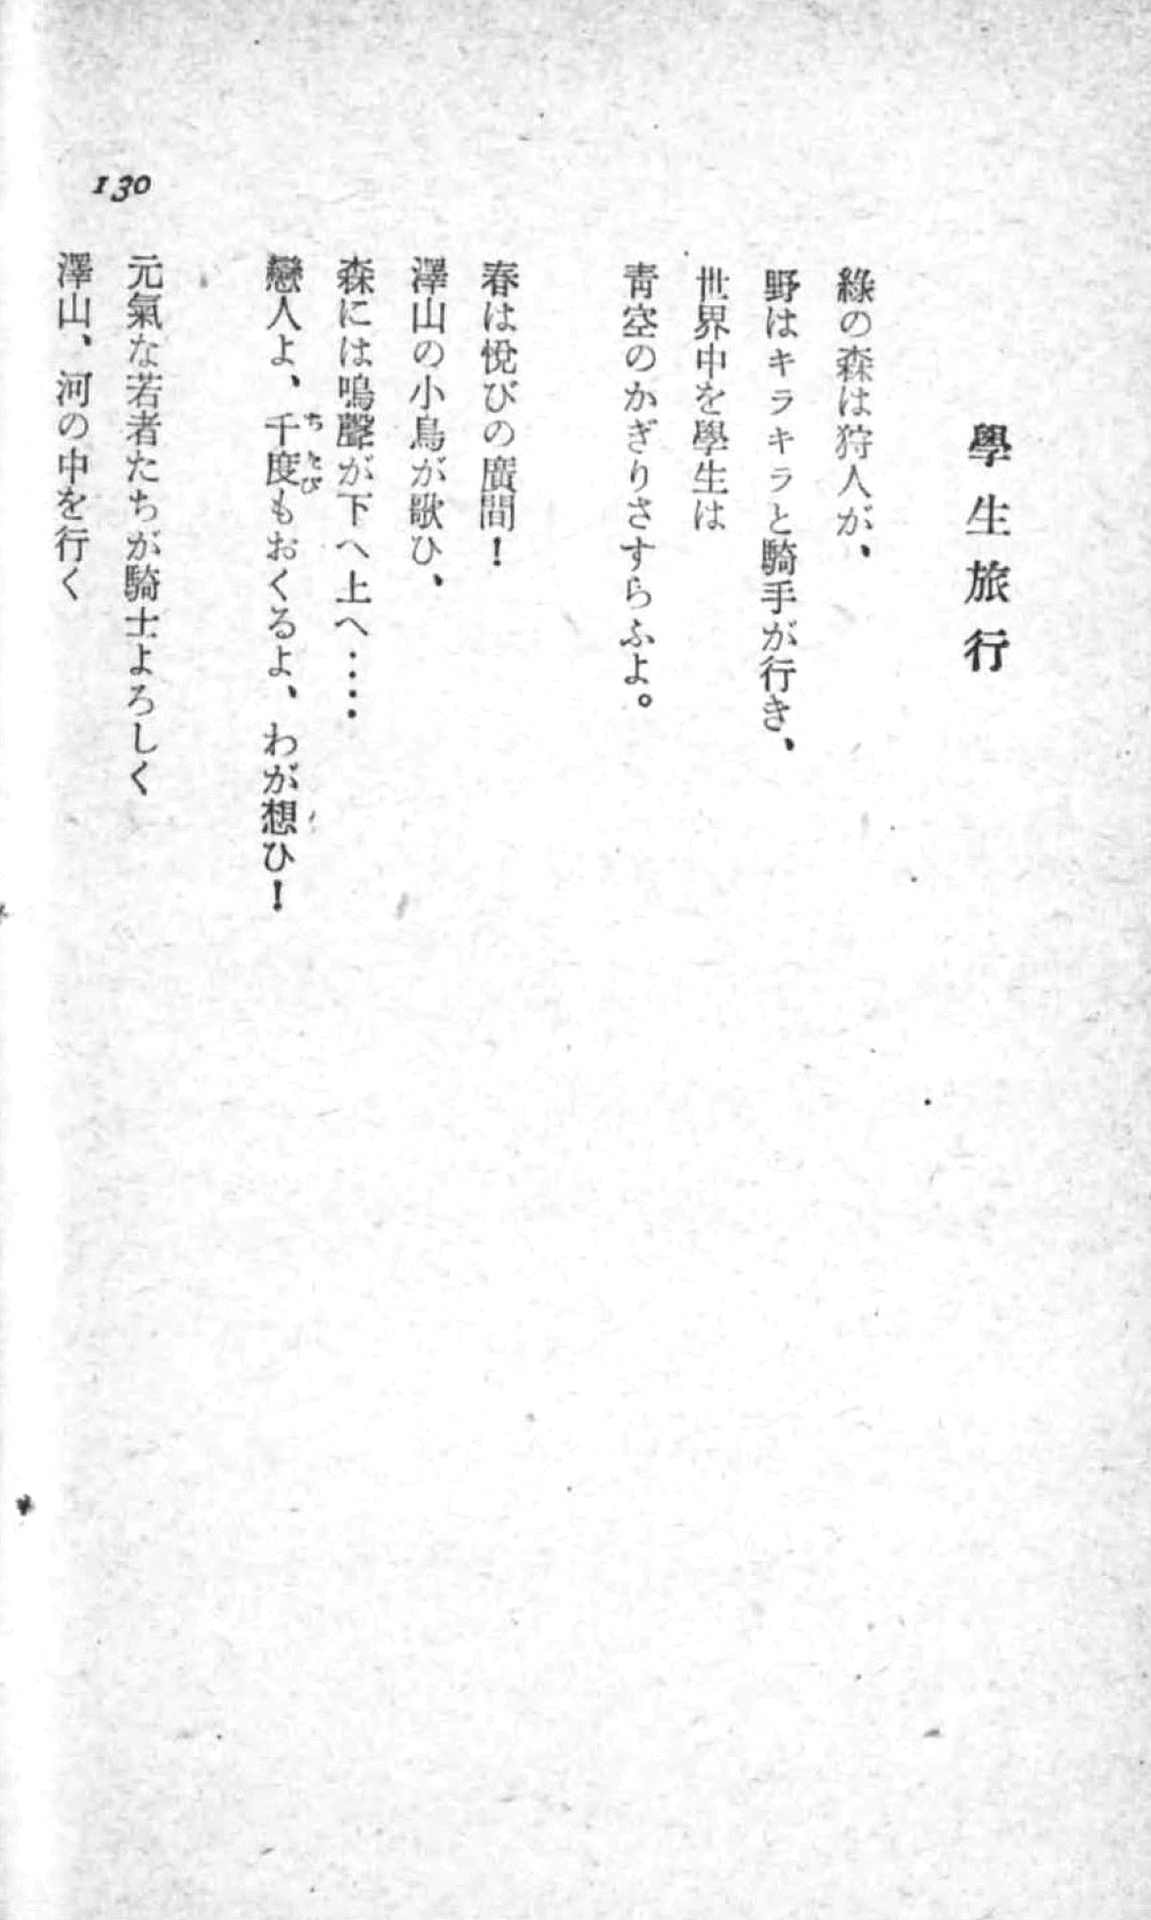 學生旅行
綠の森は狩人が、
野はキラキラと騎手が行き、
世界中を學生は
靑空のかぎりさすらふよ。
春は悅びの廣間！
澤山の小鳥が歌ひ、
森には鳴聲が下へ上へ‥‥
戀人よ、千度もおくるよ、わが想ひ！
ちたび
元氣な若者たちが騎士よろしく
澤山、河の中を行く
130